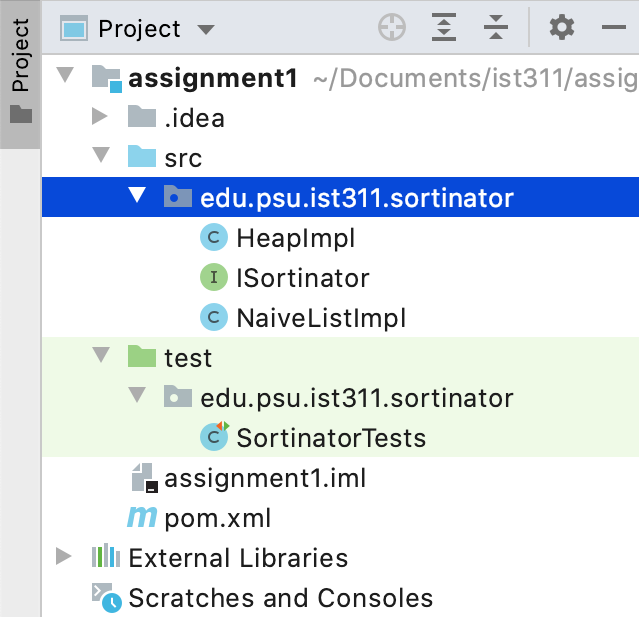 Project
Project
assignment1 ~/Documents/ist311/assig
.idea
src
edu.psu.ist311.sortinator
C HeapImpl
I ISortinator
C NaiveListImpl
test
edu.psu.ist311.sortinator
C SortinatorTests
assignment1.iml
m pom.xml
External Libraries
Scratches and Consoles